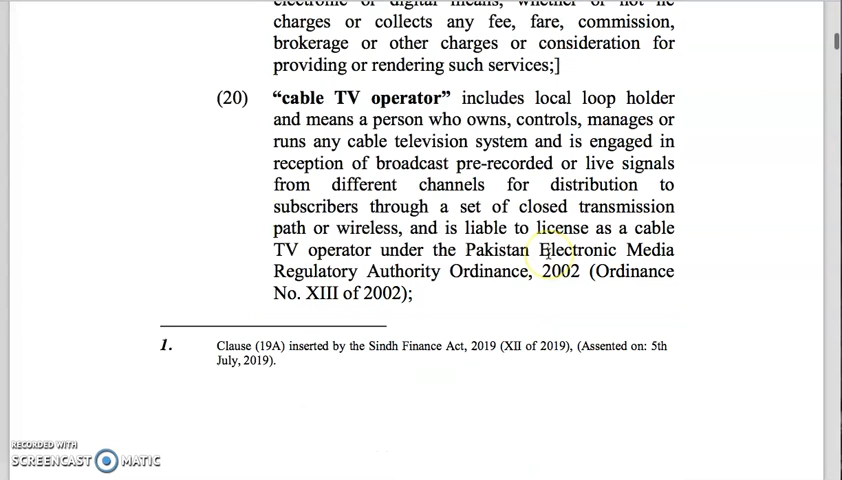 charges or collects any fee, fare, commission,
brokerage or other charges or consideration for
providing or rendering such services;]
(20) “cable TV operator” includes local loop holder
and means a person who owns, controls, manages or
runs any cable television system and is engaged in
reception of broadcast pre-recorded or live signals
from different channels for distribution to
subscribers through a set of closed transmission
path or wireless, and is liable to license as a cable
TV operator under the Pakistan Electronic Media
Regulatory Authority Ordinance, 2002 (Ordinance
No. XIII of 2002);
1. Clause (19A) inserted by the Sindh Finance Act, 2019 (XII of 2019), (Assented on: 5th
July, 2019).
RECORDED WITH
SCREENCAST MATIC